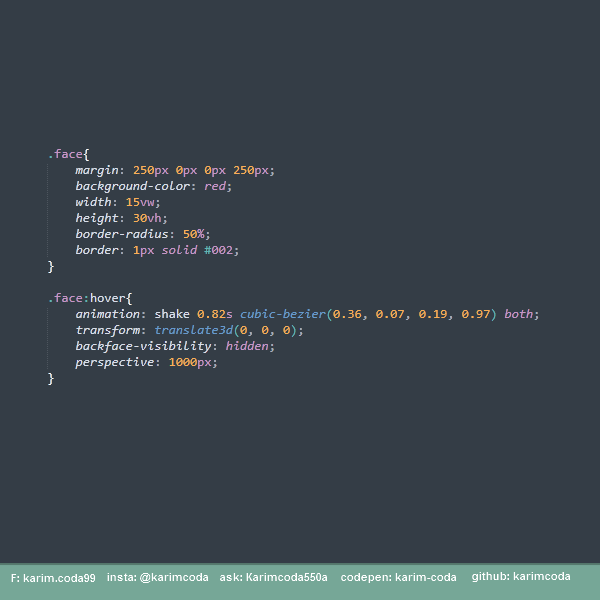 .face{
    margin: 250px 0px 0px 250px;
    background-color: red;
    width: 15vw;
    height: 30vh;
    border-radius: 50%;
    border: 1px solid #002;
}
.face:hover{
    animation: shake 0.82s cubic-bezier(0.36, 0.07, 0.19, 0.97) both;
    transform: translate3d(0, 0, 0);
    backface-visibility: hidden;
    perspective: 1000px;
}
F: karim.coda99 insta: @karimcoda ask: Karimcoda550a codepen: karim-coda github: karimcoda